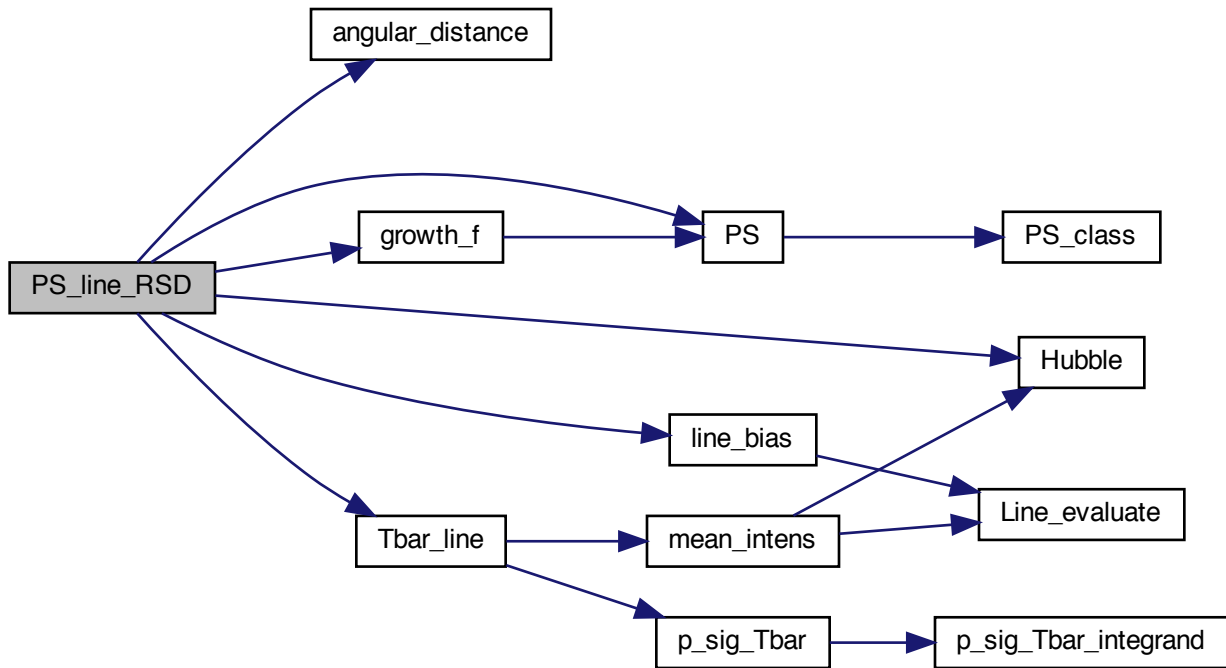 angular_distance
growth_f
PS
PS_class
PS_line_RSD
Hubble
line_bias
Line_evaluate
Tbar_line
mean_intens
p_sig_Tbar
p_sig_Tbar_integrand